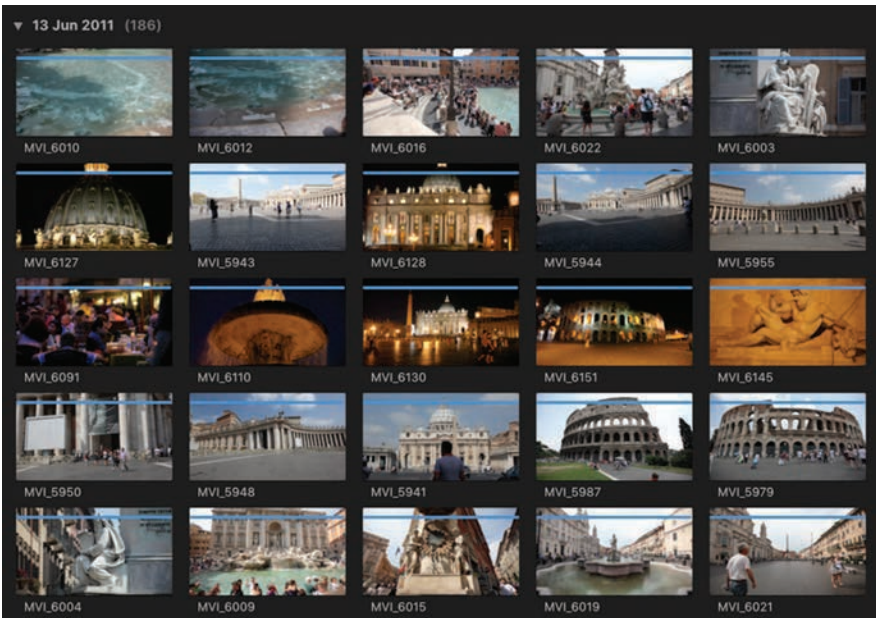 13 Jun 2011 (186)
MVI_6010 MVI_6012 MVI_6016 MVI_6022 MVI_6003
MVI_6127 MVI_5943 MVI_6128 MVI_5944 MVI_5955
MVI_6091 MVI_6110 MVI_6130 MVI_6151 MVI_6145
MVI_5950 MVI_5948 MVI_5941 MVI_5987 MVI_5979
MVI_6004 MVI_6009 MVI_6015 MVI_6019 MVI_6021